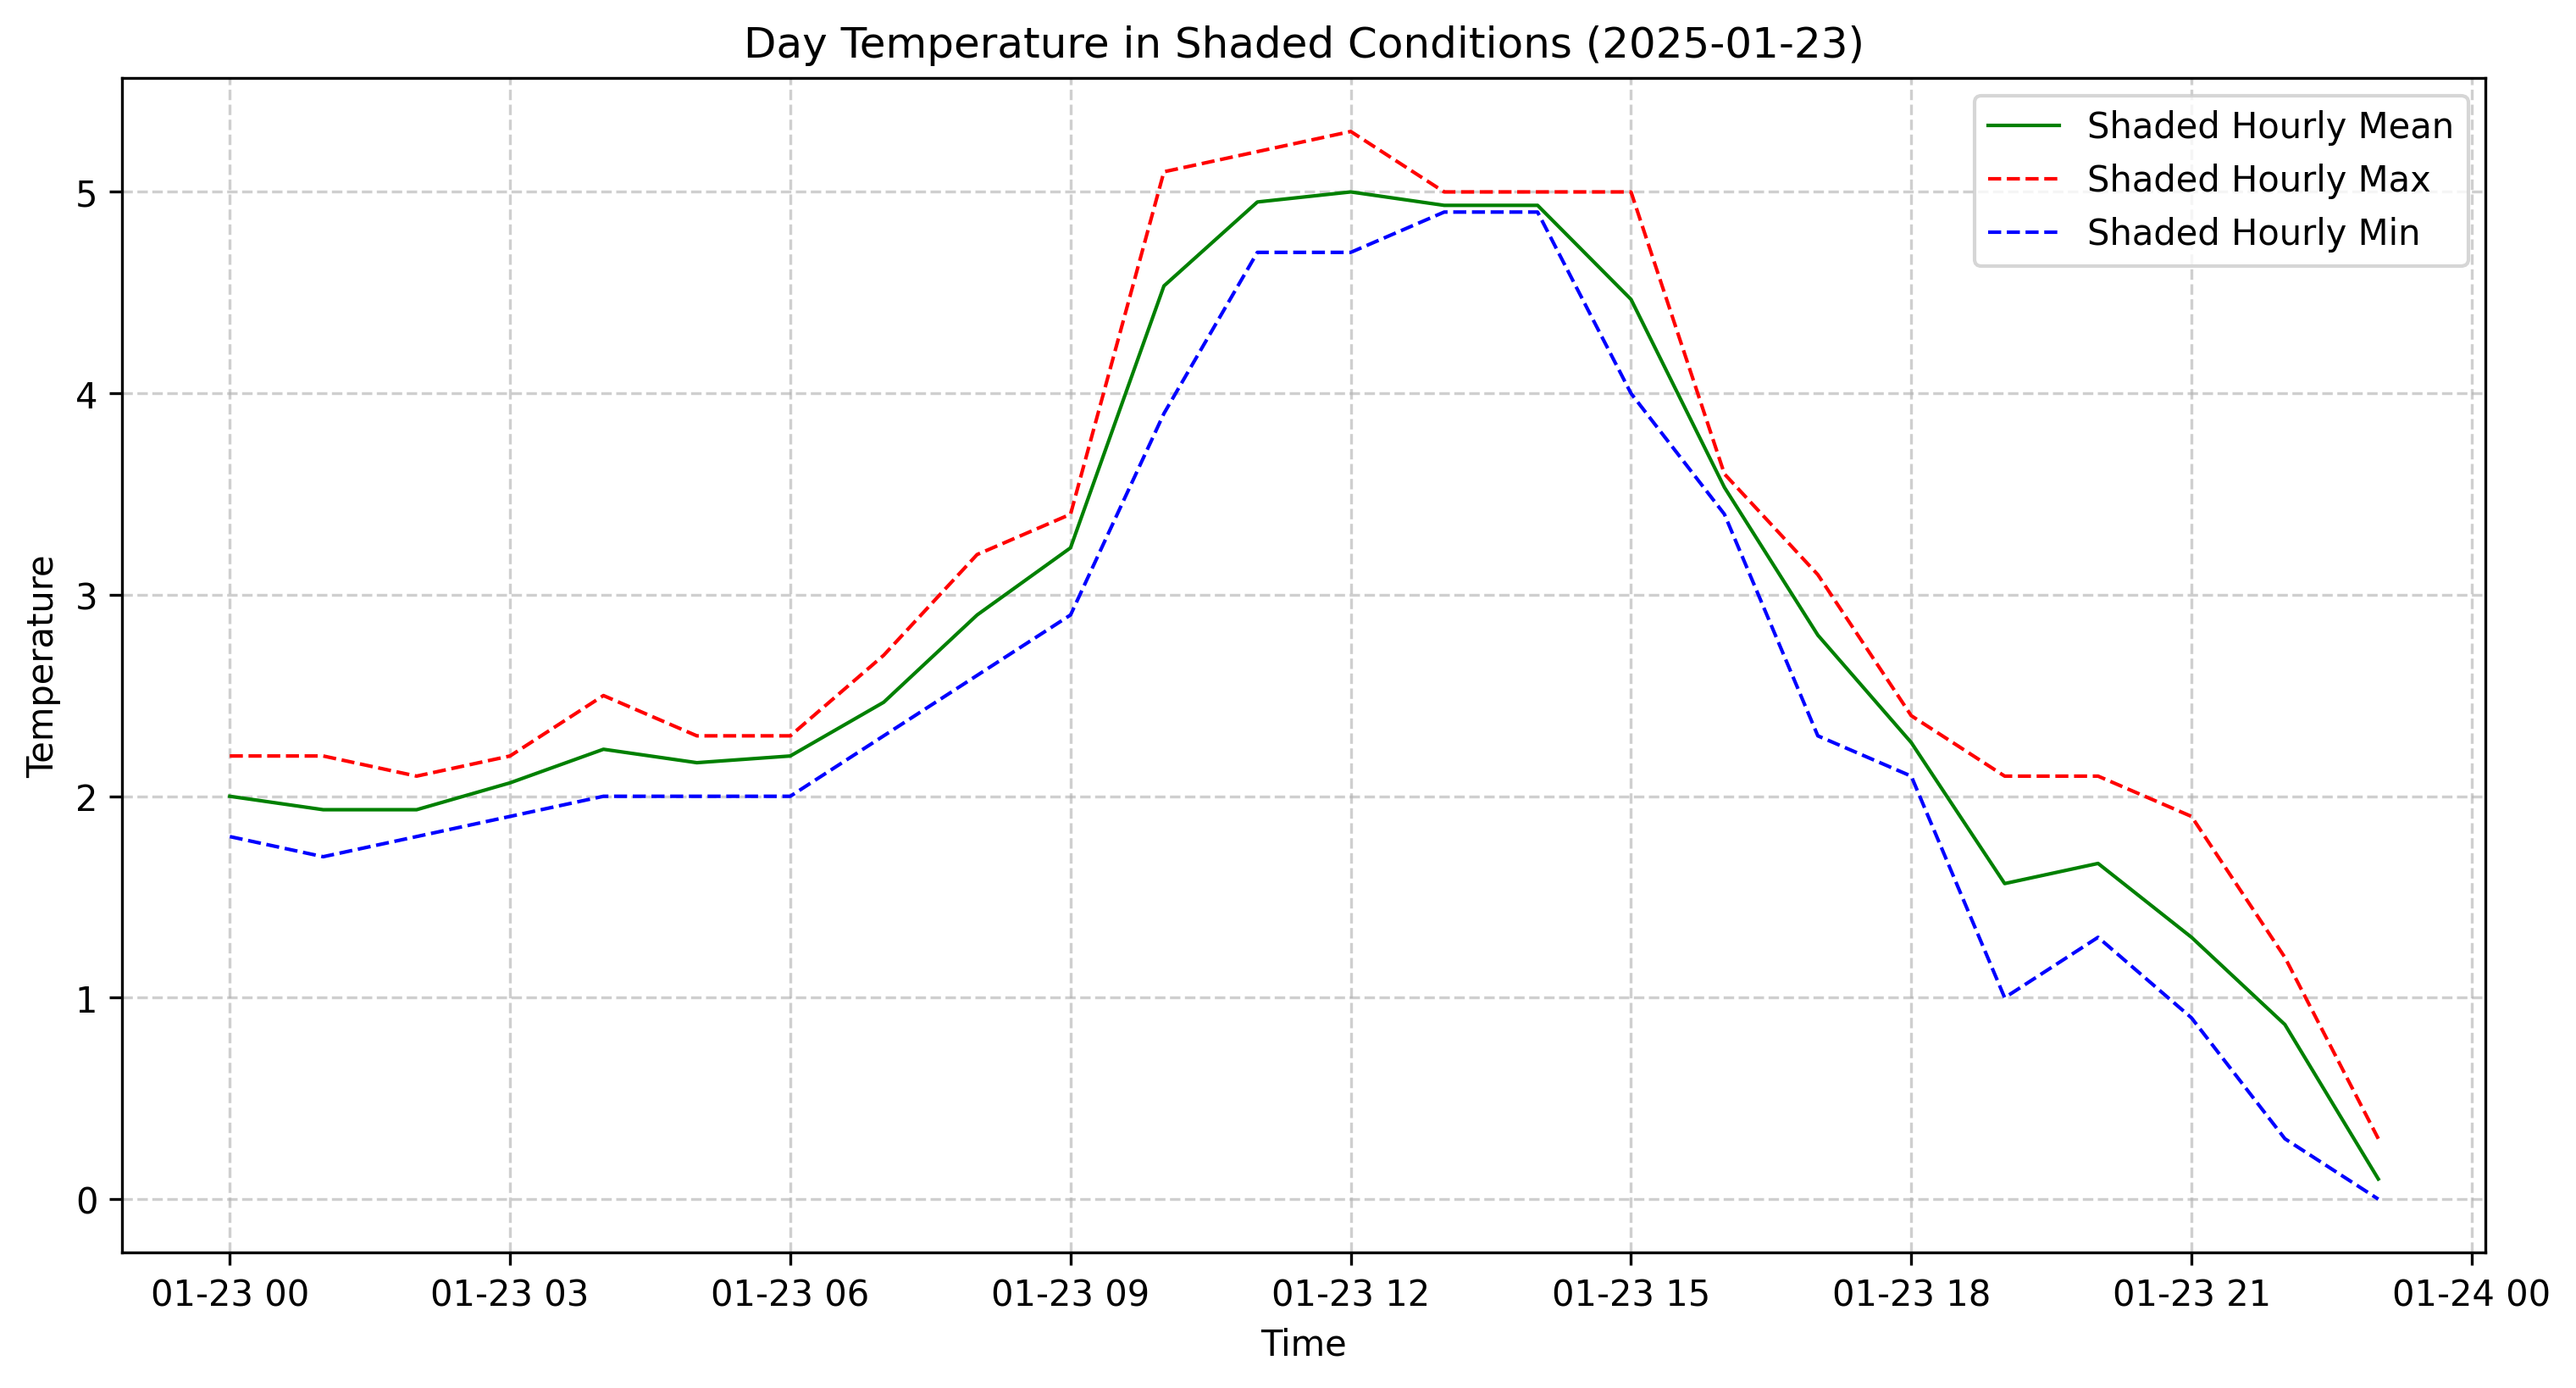 Day Temperature in Shaded Conditions (2025-01-23)
Shaded Hourly Mean
Shaded Hourly Max
Shaded Hourly Min
Temperature
5
4
3
2
1
0
01-23 00 01-23 03 01-23 06 01-23 09 01-23 12 01-23 15 01-23 18 01-23 21 01-24 00
Time